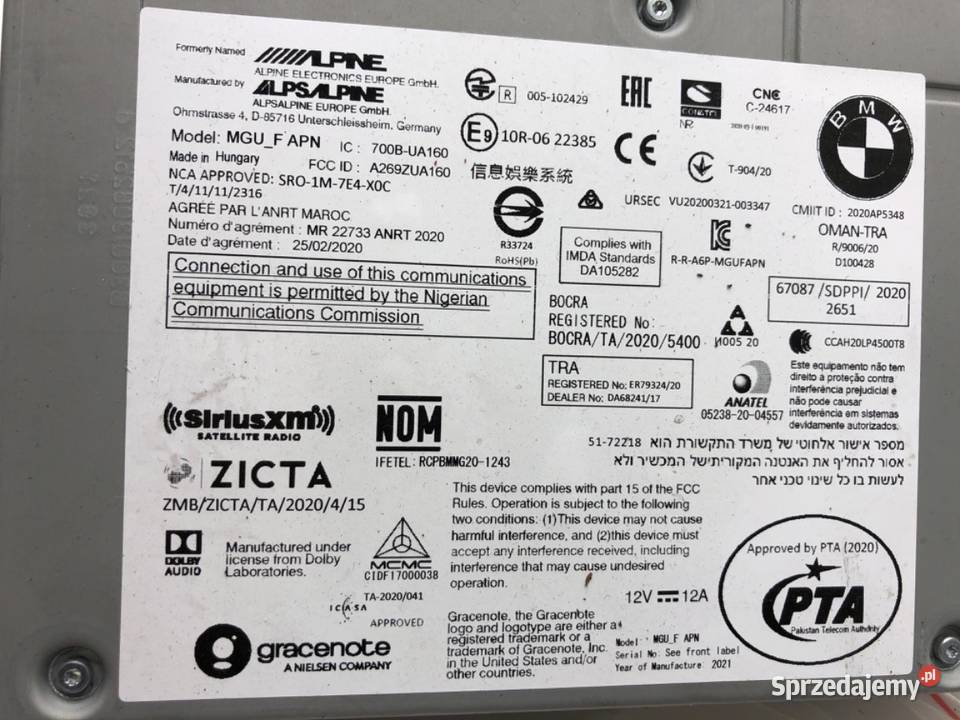 Formerly Named
ALPINE
ALPINE ELECTRONICS EUROPE GmbH.
Manufactured by
ALPSALPINE
ALPSALPINE EUROPE GmbH.
Ohmstrasse 4, D-85716 Unterschleissheim, Germany
Model: MGU_F APN
IC : 700B-UA160
Made in Hungary
FCC ID : A269ZUA160
NCA APPROVED: SRO-1M-7E4-X0C
T/4/11/11/2316
AGRÉÉ PAR L'ANRT MAROC
Numéro d'agrément : MR 22733 ANRT 2020
Date d'agrément : 25/02/2020
Connection and use of this communications
equipment is permitted by the Nigerian
Communications Commission
R 005-102429
EAC
CONATEL
NR:
CNC
C-24617
BMW
E9 10R-06 22385
CE
T-904/20
信息娛樂系統
R33724
RoHS(Pb)
URSEC VU20200321-003347
CMIIT ID : 2020AP5348
OMAN-TRA
R/9006/20
D100428
Complies with
IMDA Standards
DA105282
R-R-A6P-MGUFAPN
67087 /SDPPI/ 2020
2651
BOCRA
REGISTERED No:
BOCRA/TA/2020/5400
И005 20
CCAH20LP4500T8
TRA
REGISTERED No: ER79324/20
DEALER No: DA68241/17
ANATEL
05238-20-04557
Este equipamento não tem
direito a proteção contra
interferência prejudicial e
não pode causar
interferência em sistemas
devidamente autorizados.
SiriusXM
SATELLITE RADIO
NOM
IFETEL: RCPBMMG20-1243
מספר אישור אלחוטי של משרד התקשורת הוא 51-72218
אסור להחליף את האנטנה המקורית של המכשיר ולא
לעשות בו כל שינוי טכני אחר
ZICTA
ZMB/ZICTA/TA/2020/4/15
This device complies with part 15 of the FCC
Rules. Operation is subject to the following
two conditions: (1)This device may not cause
harmful interference, and (2)this device must
accept any interference received, including
interference that may cause undesired
operation.
DOLBY
AUDIO
Manufactured under
license from Dolby
Laboratories.
MCMC
CIDF17000038
TA-2020/041
ICASA
APPROVED
12V 12A
Approved by PTA (2020)
PTA
Pakistan Telecom Authority
gracenote
A NIELSEN COMPANY
Gracenote, the Gracenote
logo and logotype are either a
registered trademark or a
trademark of Gracenote, Inc.
in the United States and/or
other countries.
Model: MGU_F APN
Serial No: See front label
Year of Manufacture: 2021
Sprzedajemy.pl